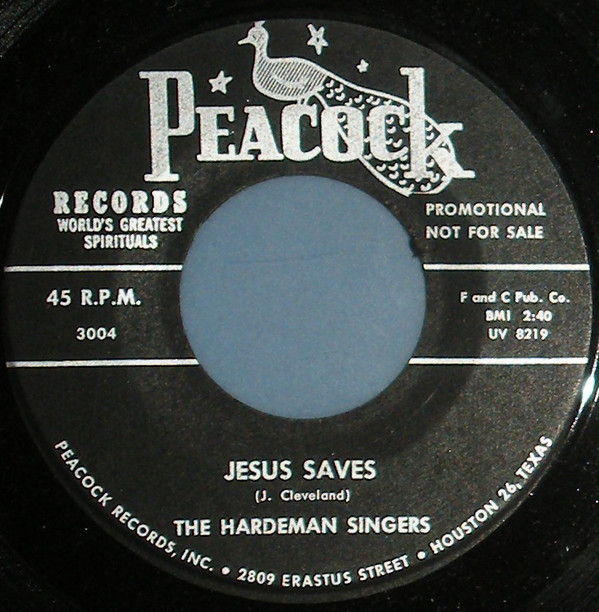 PEACOCK
RECORDS
WORLD'S GREATEST
SPIRITUALS
PROMOTIONAL
NOT FOR SALE
45 R.P.M.
3004
F and C Pub. Co.
BMI 2:40
UV 8219
JESUS SAVES
(J. Cleveland)
THE HARDEMAN SINGERS
PEACOCK RECORDS, INC. • 2809 ERASTUS STREET • HOUSTON 26, TEXAS